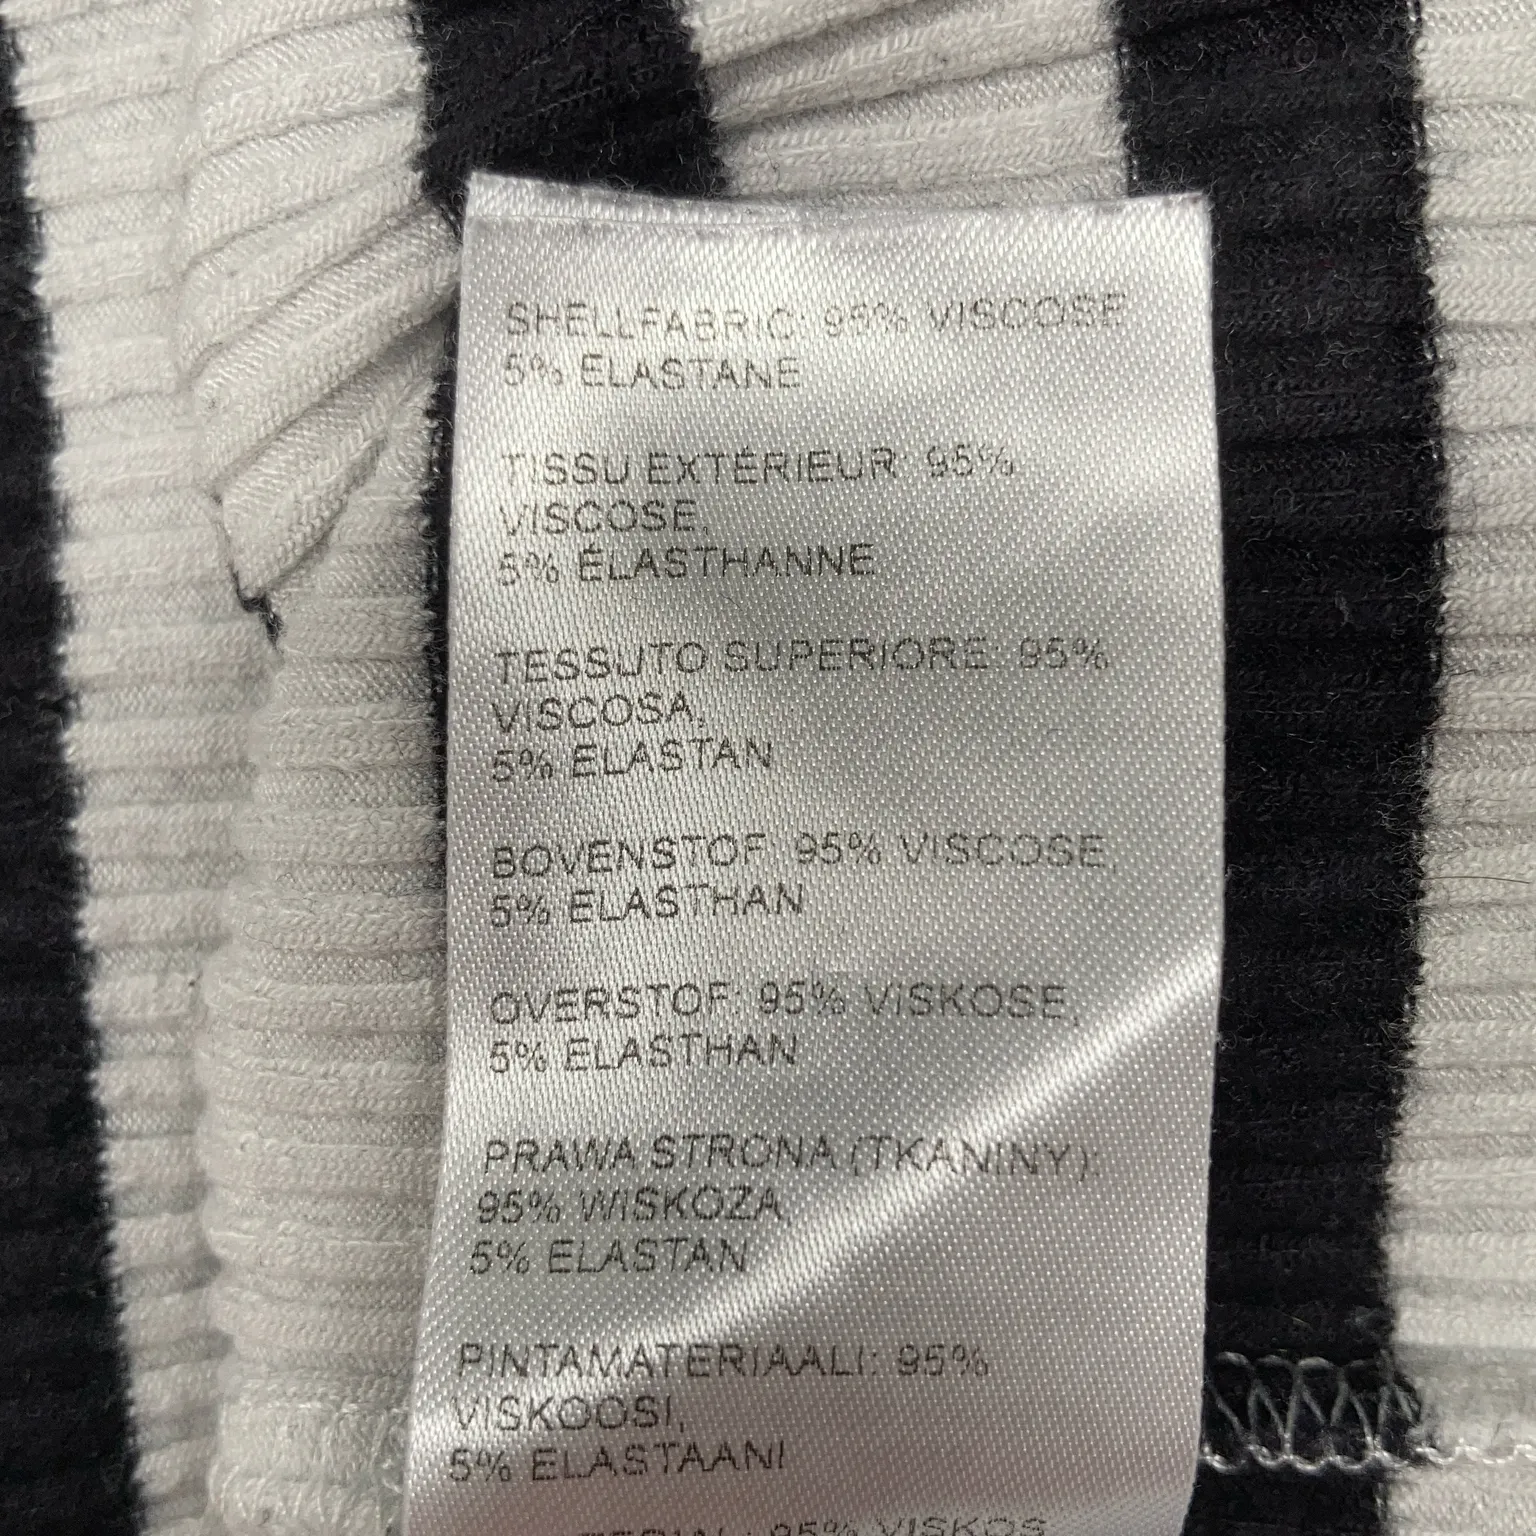 SHELLFABRIC: 95% VISCOSE
5% ELASTANE
TISSU EXTÉRIEUR: 95%
VISCOSE,
5% ÉLASTHANNE
TESSUTO SUPERIORE: 95%
VISCOSA,
5% ELASTAN
BOVENSTOF: 95% VISCOSE,
5% ELASTHAN
OVERSTOF: 95% VISKOSE,
5% ELASTHAN
PRAWA STRONA (TKANINY):
95% WISKOZA,
5% ELASTAN
PINTAMATERIAALI: 95%
VISKOOSI,
5% ELASTAANI
95% VISKOS